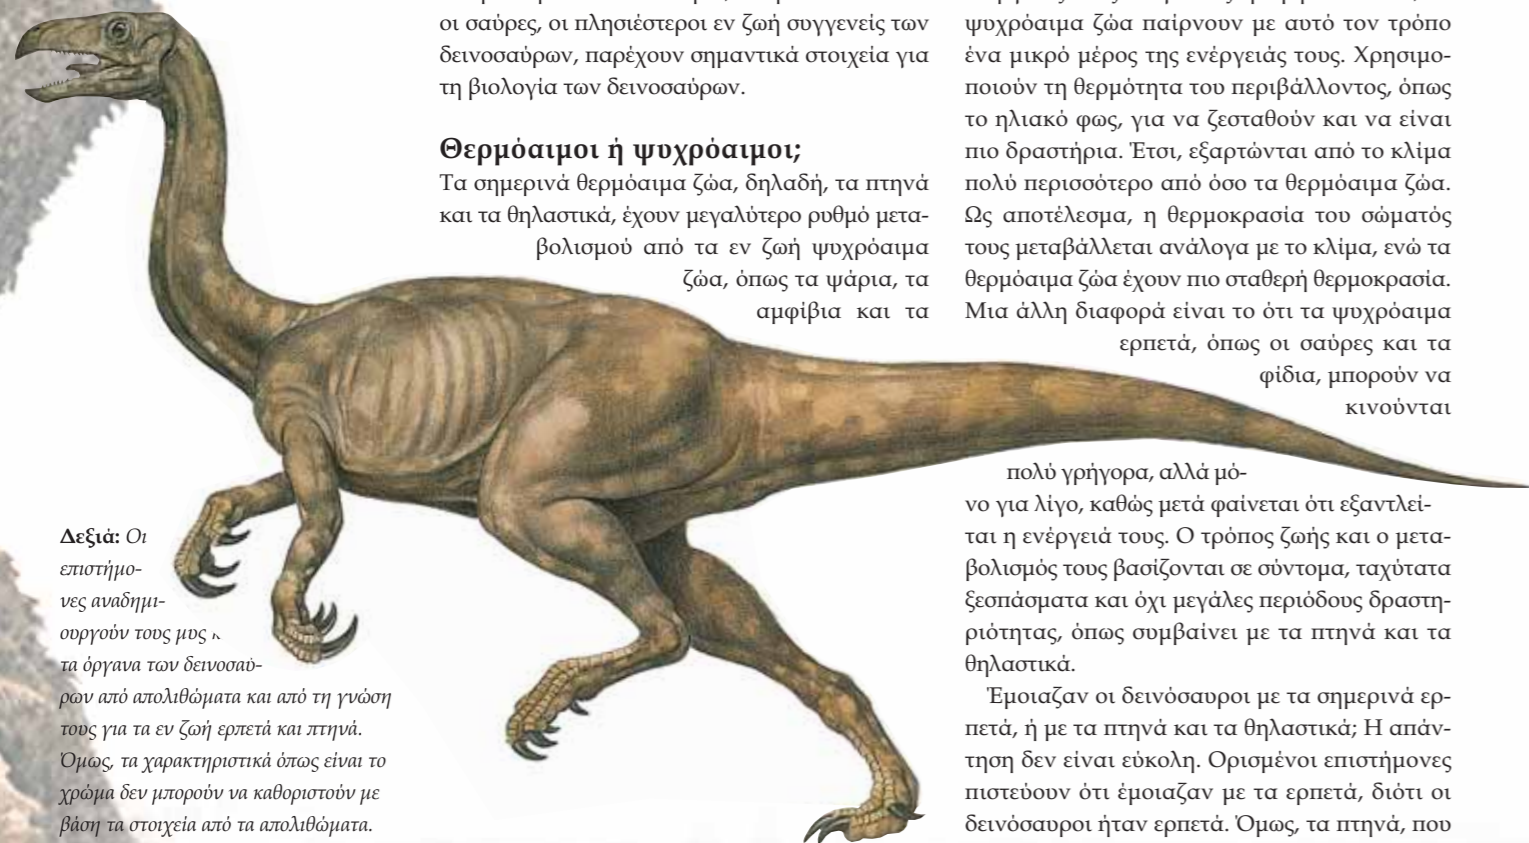 οι σαύρες, οι πλησιέστεροι εν ζωή συγγενείς των
δεινοσαύρων, παρέχουν σημαντικά στοιχεία για
τη βιολογία των δεινοσαύρων.
Θερμόαιμοι ή ψυχρόαιμοι;
Τα σημερινά θερμόαιμα ζώα, δηλαδή, τα πτηνά
και τα θηλαστικά, έχουν μεγαλύτερο ρυθμό μετα-
βολισμού από τα εν ζωή ψυχρόαιμα
ζώα, όπως τα ψάρια, τα
αμφίβια και τα
ψυχρόαιμα ζώα παίρνουν με αυτό τον τρόπο
ένα μικρό μέρος της ενέργειάς τους. Χρησιμο-
ποιούν τη θερμότητα του περιβάλλοντος, όπως
το ηλιακό φως, για να ζεσταθούν και να είναι
πιο δραστήρια. Έτσι, εξαρτώνται από το κλίμα
πολύ περισσότερο από όσο τα θερμόαιμα ζώα.
Ως αποτέλεσμα, η θερμοκρασία του σώματός
τους μεταβάλλεται ανάλογα με το κλίμα, ενώ τα
θερμόαιμα ζώα έχουν πιο σταθερή θερμοκρασία.
Μια άλλη διαφορά είναι το ότι τα ψυχρόαιμα
ερπετά, όπως οι σαύρες και τα
φίδια, μπορούν να
κινούνται
πολύ γρήγορα, αλλά μό-
νο για λίγο, καθώς μετά φαίνεται ότι εξαντλεί-
ται η ενέργειά τους. Ο τρόπος ζωής και ο μετα-
βολισμός τους βασίζονται σε σύντομα, ταχύτατα
ξεσπάσματα και όχι μεγάλες περιόδους δραστη-
ριότητας, όπως συμβαίνει με τα πτηνά και τα
θηλαστικά.
Έμοιαζαν οι δεινόσαυροι με τα σημερινά ερ-
πετά, ή με τα πτηνά και τα θηλαστικά; Η απάν-
τηση δεν είναι εύκολη. Ορισμένοι επιστήμονες
πιστεύουν ότι έμοιαζαν με τα ερπετά, διότι οι
δεινόσαυροι ήταν ερπετά. Όμως, τα πτηνά, που
Δεξιά: Οι
επιστήμο-
νες αναδημι-
ουργούν τους μυς
τα όργανα των δεινοσαύ-
ρων από απολιθώματα και από τη γνώση
τους για τα εν ζωή ερπετά και πτηνά.
Όμως, τα χαρακτηριστικά όπως είναι το
χρώμα δεν μπορούν να καθοριστούν με
βάση τα στοιχεία από τα απολιθώματα.